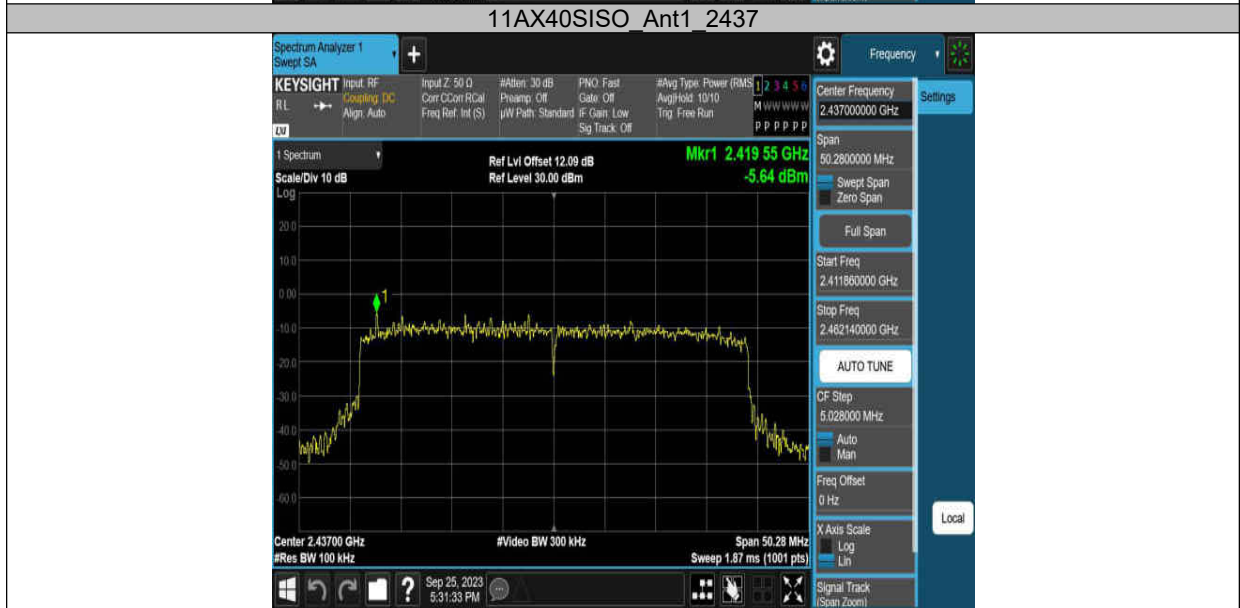 11AX40SISO_Ant1_2437
Spectrum Analyzer 1
Swept SA
+
Frequency
KEYSIGHT
RL
LXI
Input: RF
Coupling: DC
Align: Auto
Input Z: 50 Ω
Corr CCorr RCal
Freq Ref: Int (S)
#Atten: 30 dB
Preamp: Off
µW Path: Standard
PNO: Fast
Gate: Off
IF Gain: Low
Sig Track: Off
#Avg Type: Power (RMS
Avg|Hold: 10/10
Trig: Free Run
1 2 3 4 5 6
M W W W W W
P P P P P P
1 Spectrum
Scale/Div 10 dB
Log
Ref Lvl Offset 12.09 dB
Ref Level 30.00 dBm
Mkr1 2.419 55 GHz
-5.64 dBm
20.0
10.0
0.00
-10.0
-20.0
-30.0
-40.0
-50.0
-60.0
1
Center 2.43700 GHz
#Res BW 100 kHz
#Video BW 300 kHz
Span 50.28 MHz
Sweep 1.87 ms (1001 pts)
?
Sep 25, 2023
5:31:33 PM
Center Frequency
2.437000000 GHz
Span
50.2800000 MHz
Swept Span
Zero Span
Full Span
Start Freq
2.411860000 GHz
Stop Freq
2.462140000 GHz
AUTO TUNE
CF Step
5.028000 MHz
Auto
Man
Freq Offset
0 Hz
X Axis Scale
Log
Lin
Signal Track
(Span Zoom)
Settings
Local